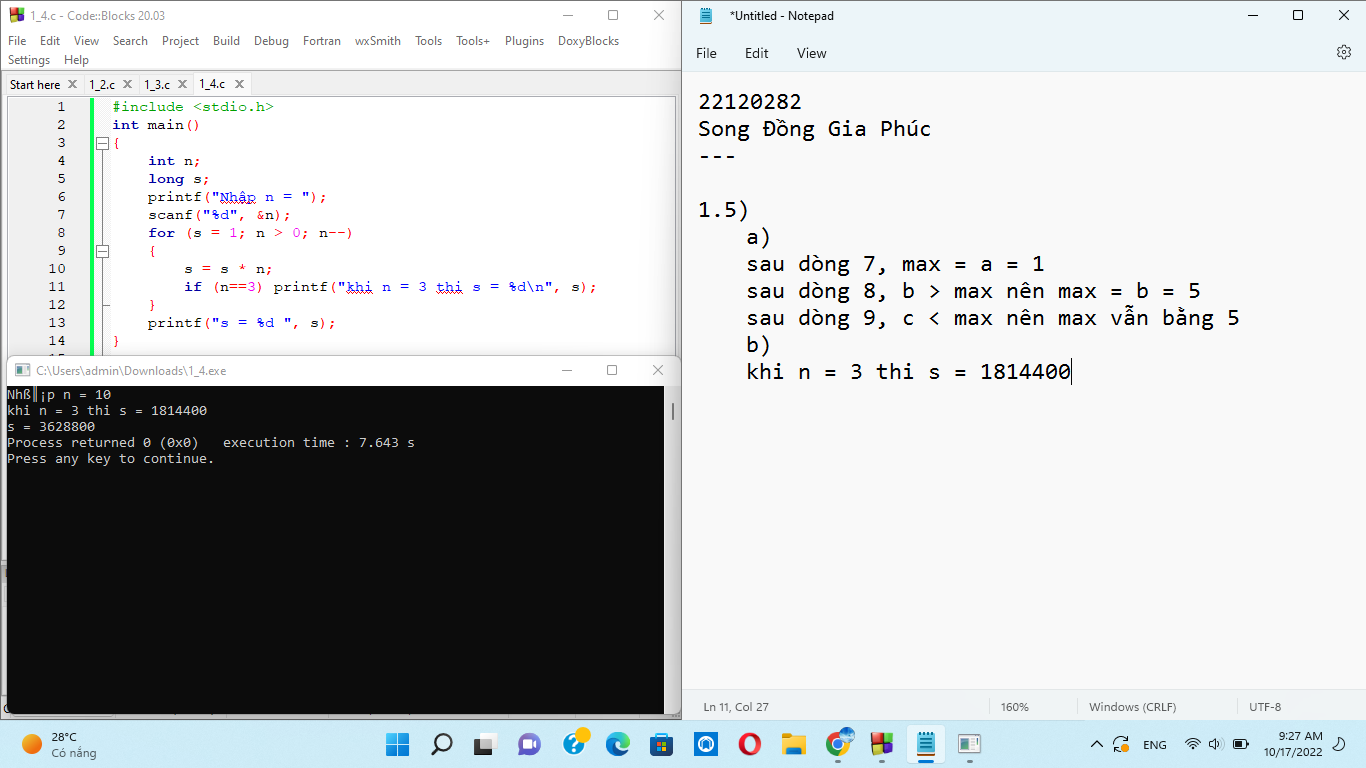 1_4.c - Code::Blocks 20.03
File Edit View Search Project Build Debug Fortran wxSmith Tools Tools+ Plugins DoxyBlocks
Settings Help
Start here 1_2.c 1_3.c 1_4.c
1 #include <stdio.h>
2 int main()
3 {
4 int n;
5 long s;
6 printf("Nhập n = ");
7 scanf("%d", &n);
8 for (s = 1; n > 0; n--)
9 {
10 s = s * n;
11 if (n==3) printf("khi n = 3 thi s = %d\n", s);
12 }
13 printf("s = %d ", s);
14 }
C:\Users\admin\Downloads\1_4.exe
Nhß║¡p n = 10
khi n = 3 thi s = 1814400
s = 3628800
Process returned 0 (0x0) execution time : 7.643 s
Press any key to continue.
*Untitled - Notepad
File Edit View
22120282
Song Đồng Gia Phúc
---
1.5)
a)
sau dòng 7, max = a = 1
sau dòng 8, b > max nên max = b = 5
sau dòng 9, c < max nên max vẫn bằng 5
b)
khi n = 3 thi s = 1814400
Ln 11, Col 27 160% Windows (CRLF) UTF-8
28°C
Có nắng
ENG
9:27 AM
10/17/2022